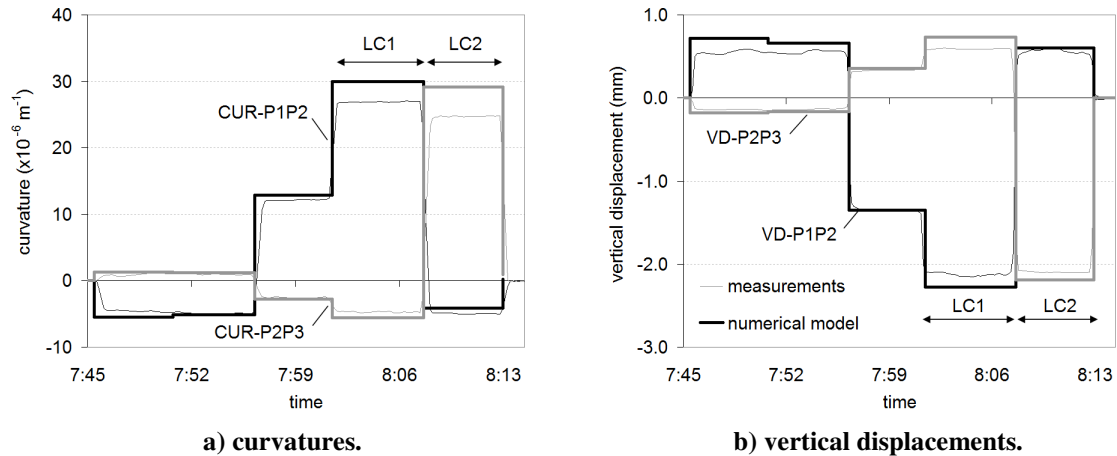 40
30
20
10
0
-10
curvature (x10⁻⁶ m⁻¹)
LC1
LC2
CUR-P1P2
CUR-P2P3
7:45
7:52
7:59
8:06
8:13
time
a) curvatures.
1.0
0.0
-1.0
-2.0
-3.0
vertical displacement (mm)
VD-P2P3
VD-P1P2
measurements
numerical model
LC1
LC2
7:45
7:52
7:59
8:06
8:13
time
b) vertical displacements.